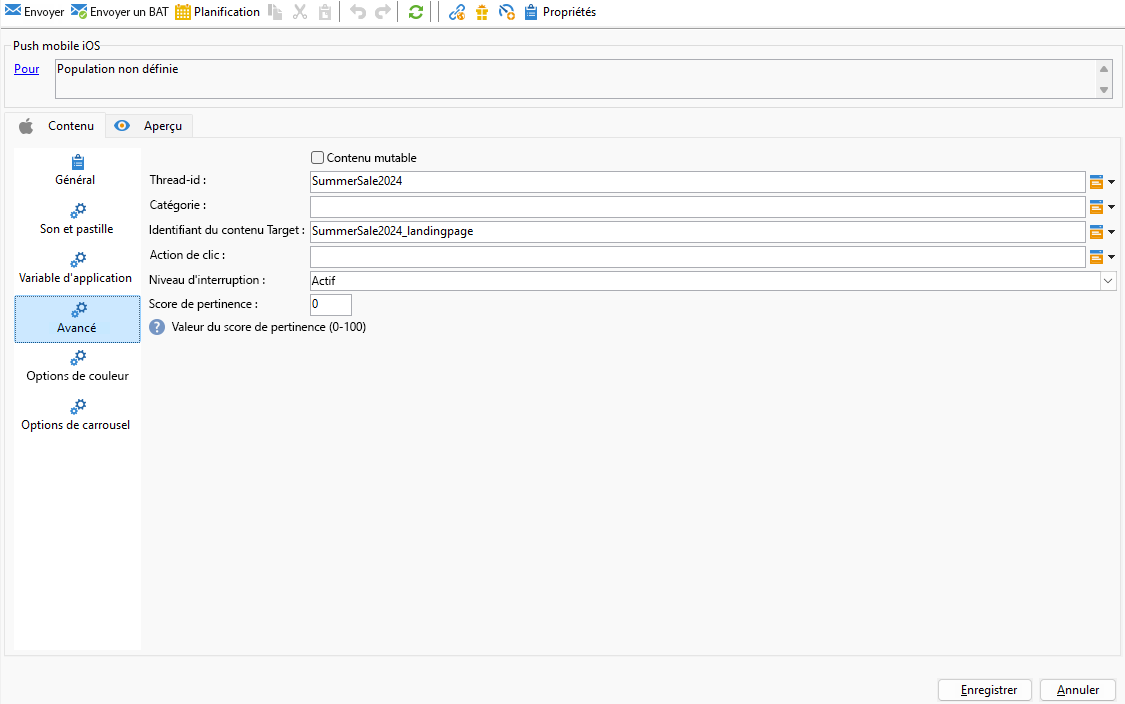 Envoyer Envoyer un BAT Planification Propriétés
Push mobile iOS
Pour Population non définie
Contenu Aperçu
Général
Son et pastille
Variable d'application
Avancé
Options de couleur
Options de carrousel
Contenu mutable
Thread-id : SummerSale2024
Catégorie :
Identifiant du contenu Target : SummerSale2024_landingpage
Action de clic :
Niveau d'interruption : Actif
Score de pertinence : 0
? Valeur du score de pertinence (0-100)
Enregistrer Annuler